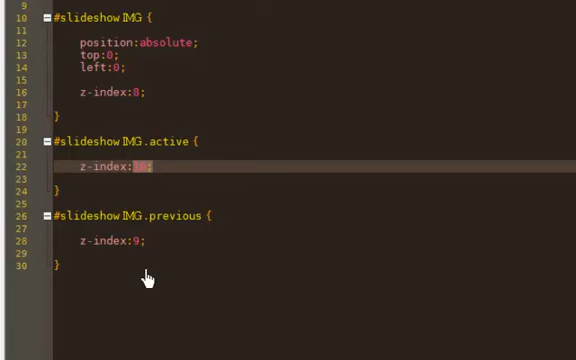 9
10 #slideshow IMG {
11
12 position:absolute;
13 top:0;
14 left:0;
15
16 z-index:8;
17
18 }
19
20 #slideshow IMG.active {
21
22 z-index:10;
23
24 }
25
26 #slideshow IMG.previous {
27
28 z-index:9;
29
30 }